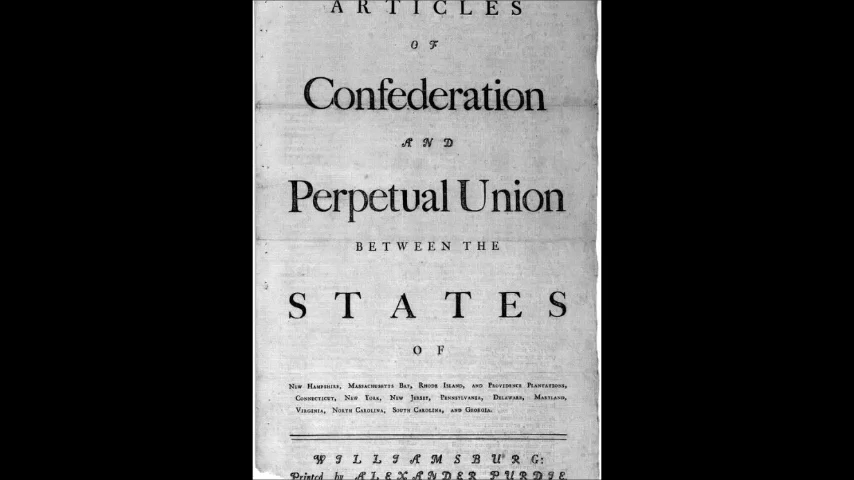 ARTICLES
OF
Confederation
AND
Perpetual Union
BETWEEN THE
STATES
OF
New Hampshire, Massachusetts Bay, Rhode Island, and Providence Plantations,
Connecticut, New York, New Jersey, Pennsylvania, Delaware, Maryland,
Virginia, North Carolina, South Carolina, and Georgia.
WILLIAMSBURG:
Printed by ALEXANDER PURDIE